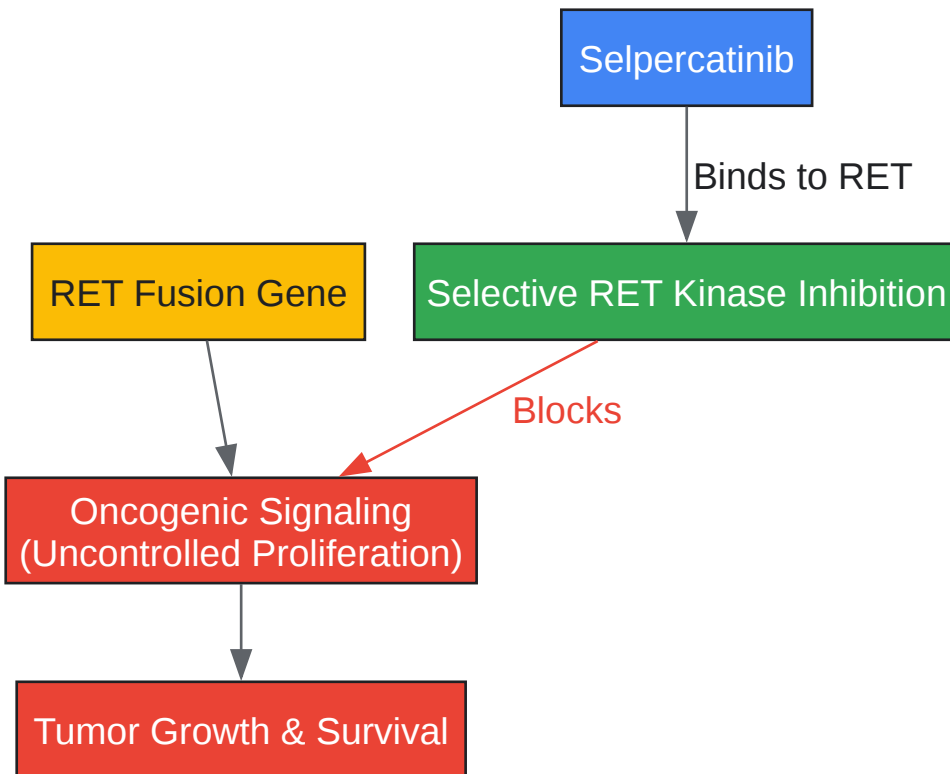 Selpercatinib
Binds to RET
RET Fusion Gene
Selective RET Kinase Inhibition
Blocks
Oncogenic Signaling
(Uncontrolled Proliferation)
Tumor Growth & Survival